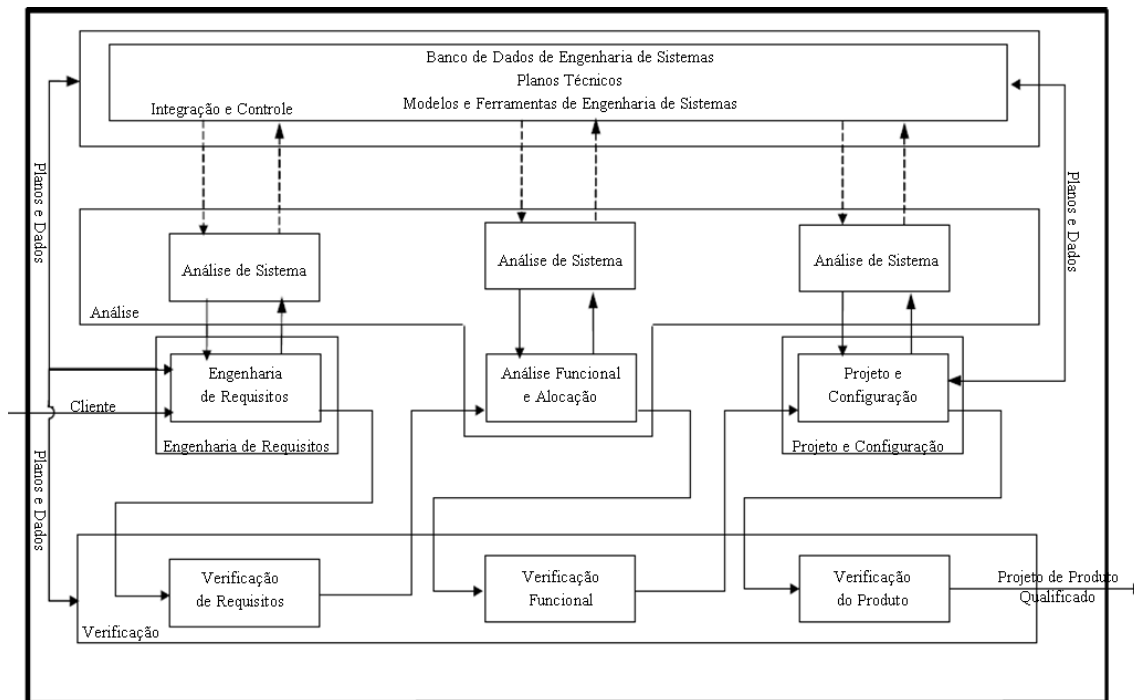 Banco de Dados de Engenharia de Sistemas
Planos Técnicos
Modelos e Ferramentas de Engenharia de Sistemas
Integração e Controle
Planos e Dados
Planos e Dados
Análise de Sistema
Análise de Sistema
Análise de Sistema
Análise
Engenharia
de Requisitos
Análise Funcional
e Alocação
Projeto e
Configuração
Cliente
Engenharia de Requisitos
Projeto e Configuração
Planos e Dados
Verificação
de Requisitos
Verificação
Funcional
Verificação
do Produto
Projeto de Produto
Qualificado
Verificação